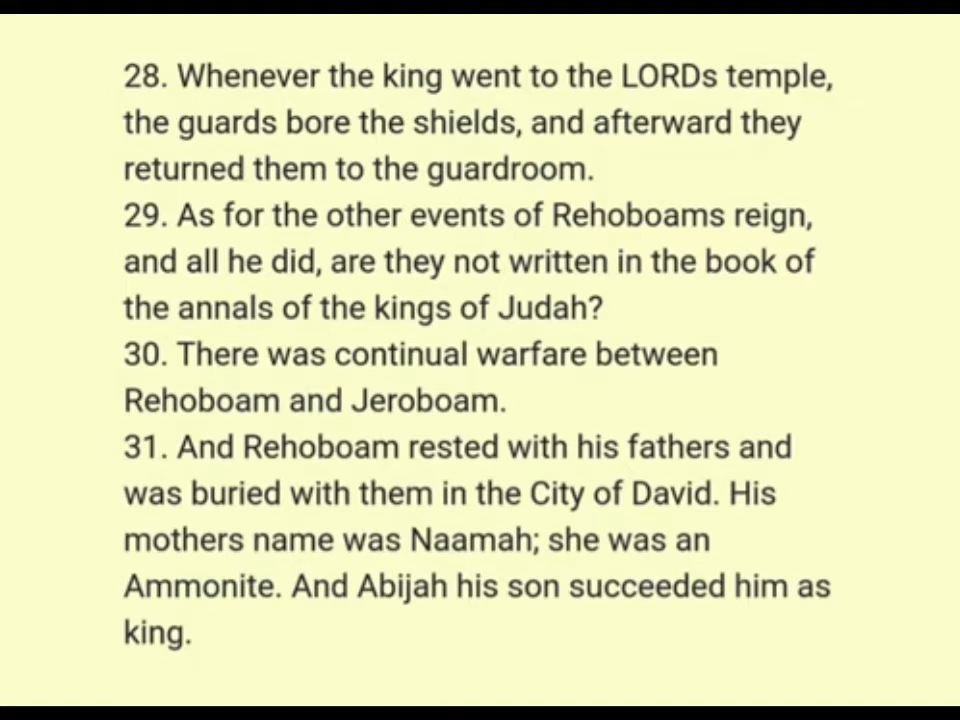 28. Whenever the king went to the LORDs temple,
the guards bore the shields, and afterward they
returned them to the guardroom.
29. As for the other events of Rehoboams reign,
and all he did, are they not written in the book of
the annals of the kings of Judah?
30. There was continual warfare between
Rehoboam and Jeroboam.
31. And Rehoboam rested with his fathers and
was buried with them in the City of David. His
mothers name was Naamah; she was an
Ammonite. And Abijah his son succeeded him as
king.